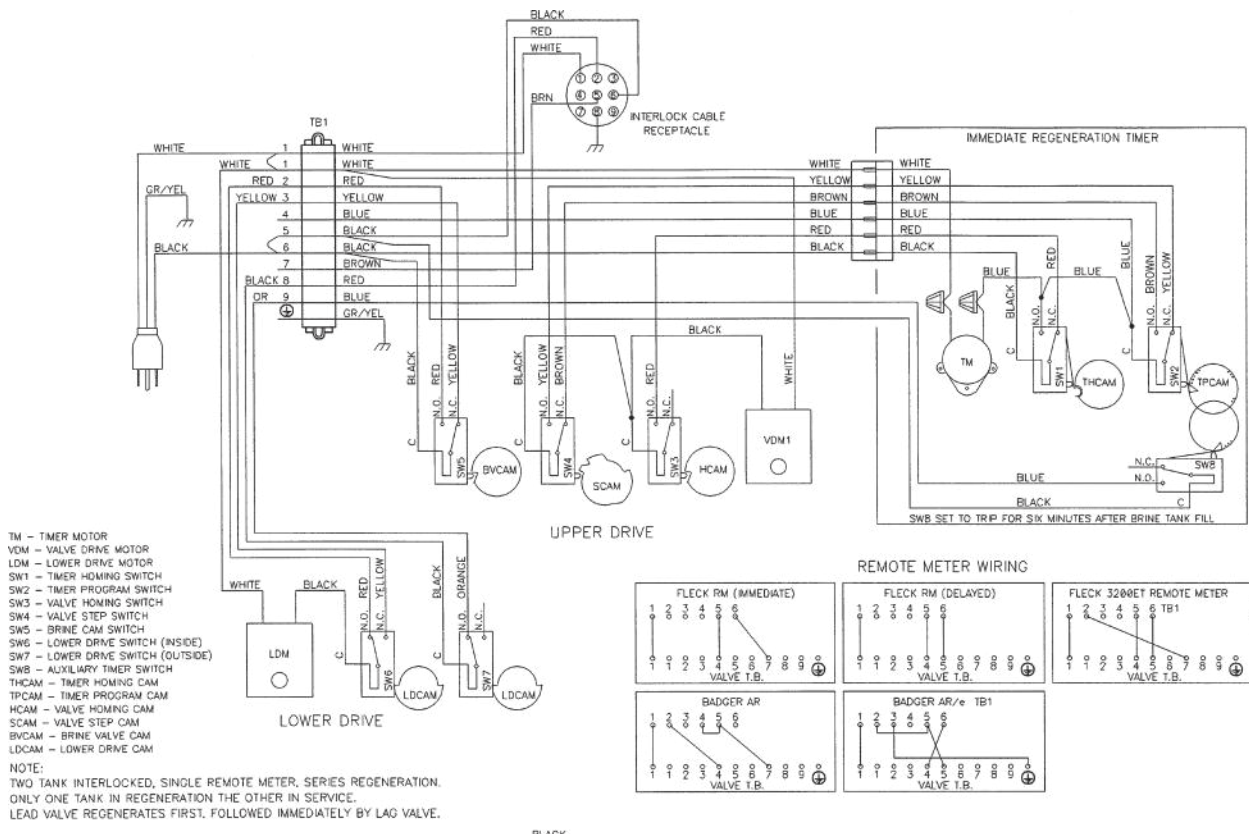 BLACK
RED
WHITE
1 2 3
4 5 6
7 8 9
BRN
INTERLOCK CABLE
RECEPTACLE
TB1
WHITE 1 WHITE
WHITE 1 WHITE
RED 2 RED
YELLOW 3 YELLOW
4 BLUE
5 BLACK
BLACK 6 BLACK
7 BROWN
BLACK 8 RED
OR 9 BLUE
GR/YEL
GR/YEL
IMMEDIATE REGENERATION TIMER
WHITE WHITE
YELLOW YELLOW
BROWN BROWN
BLUE BLUE
RED RED
BLACK BLACK
BLUE
BLACK
RED
BLUE
BLUE
BROWN
YELLOW
N.O.
N.C.
C
SW1
THCAM
TM
N.O.
N.C.
C
SW2
TPCAM
N.C.
N.O.
SW8
C
BLUE
BLACK
SW8 SET TO TRIP FOR SIX MINUTES AFTER BRINE TANK FILL
BLACK
RED
YELLOW
N.O.
N.C.
C
SW5
BVCAM
BLACK
YELLOW
BROWN
N.O.
N.C.
C
SW4
SCAM
BLACK
RED
N.O.
N.C.
C
SW3
HCAM
WHITE
VDM1
UPPER DRIVE
WHITE
BLACK
LDM
RED
YELLOW
N.O.
N.C.
C
SW6
LDCAM
BLACK
ORANGE
N.O.
N.C.
C
SW7
LDCAM
LOWER DRIVE
TM – TIMER MOTOR
VDM – VALVE DRIVE MOTOR
LDM – LOWER DRIVE MOTOR
SW1 – TIMER HOMING SWITCH
SW2 – TIMER PROGRAM SWITCH
SW3 – VALVE HOMING SWITCH
SW4 – VALVE STEP SWITCH
SW5 – BRINE CAM SWITCH
SW6 – LOWER DRIVE SWITCH (INSIDE)
SW7 – LOWER DRIVE SWITCH (OUTSIDE)
SW8 – AUXILIARY TIMER SWITCH
THCAM – TIMER HOMING CAM
TPCAM – TIMER PROGRAM CAM
HCAM – VALVE HOMING CAM
SCAM – VALVE STEP CAM
BVCAM – BRINE VALVE CAM
LDCAM – LOWER DRIVE CAM
NOTE:
TWO TANK INTERLOCKED, SINGLE REMOTE METER, SERIES REGENERATION.
ONLY ONE TANK IN REGENERATION THE OTHER IN SERVICE.
LEAD VALVE REGENERATES FIRST, FOLLOWED IMMEDIATELY BY LAG VALVE.
REMOTE METER WIRING
FLECK RM (IMMEDIATE)
1 2 3 4 5 6
1 1 2 3 4 5 6 7 8 9
VALVE T.B.
FLECK RM (DELAYED)
1 2 3 4 5 6
1 1 2 3 4 5 6 7 8 9
VALVE T.B.
FLECK 3200ET REMOTE METER
1 2 3 4 5 6 TB1
1 1 2 3 4 5 6 7 8 9
VALVE T.B.
BADGER AR
1 2 3 4 5 6
1 1 2 3 4 5 6 7 8 9
VALVE T.B.
BADGER AR/e TB1
1 2 3 4 5 6
1 1 2 3 4 5 6 7 8 9
VALVE T.B.